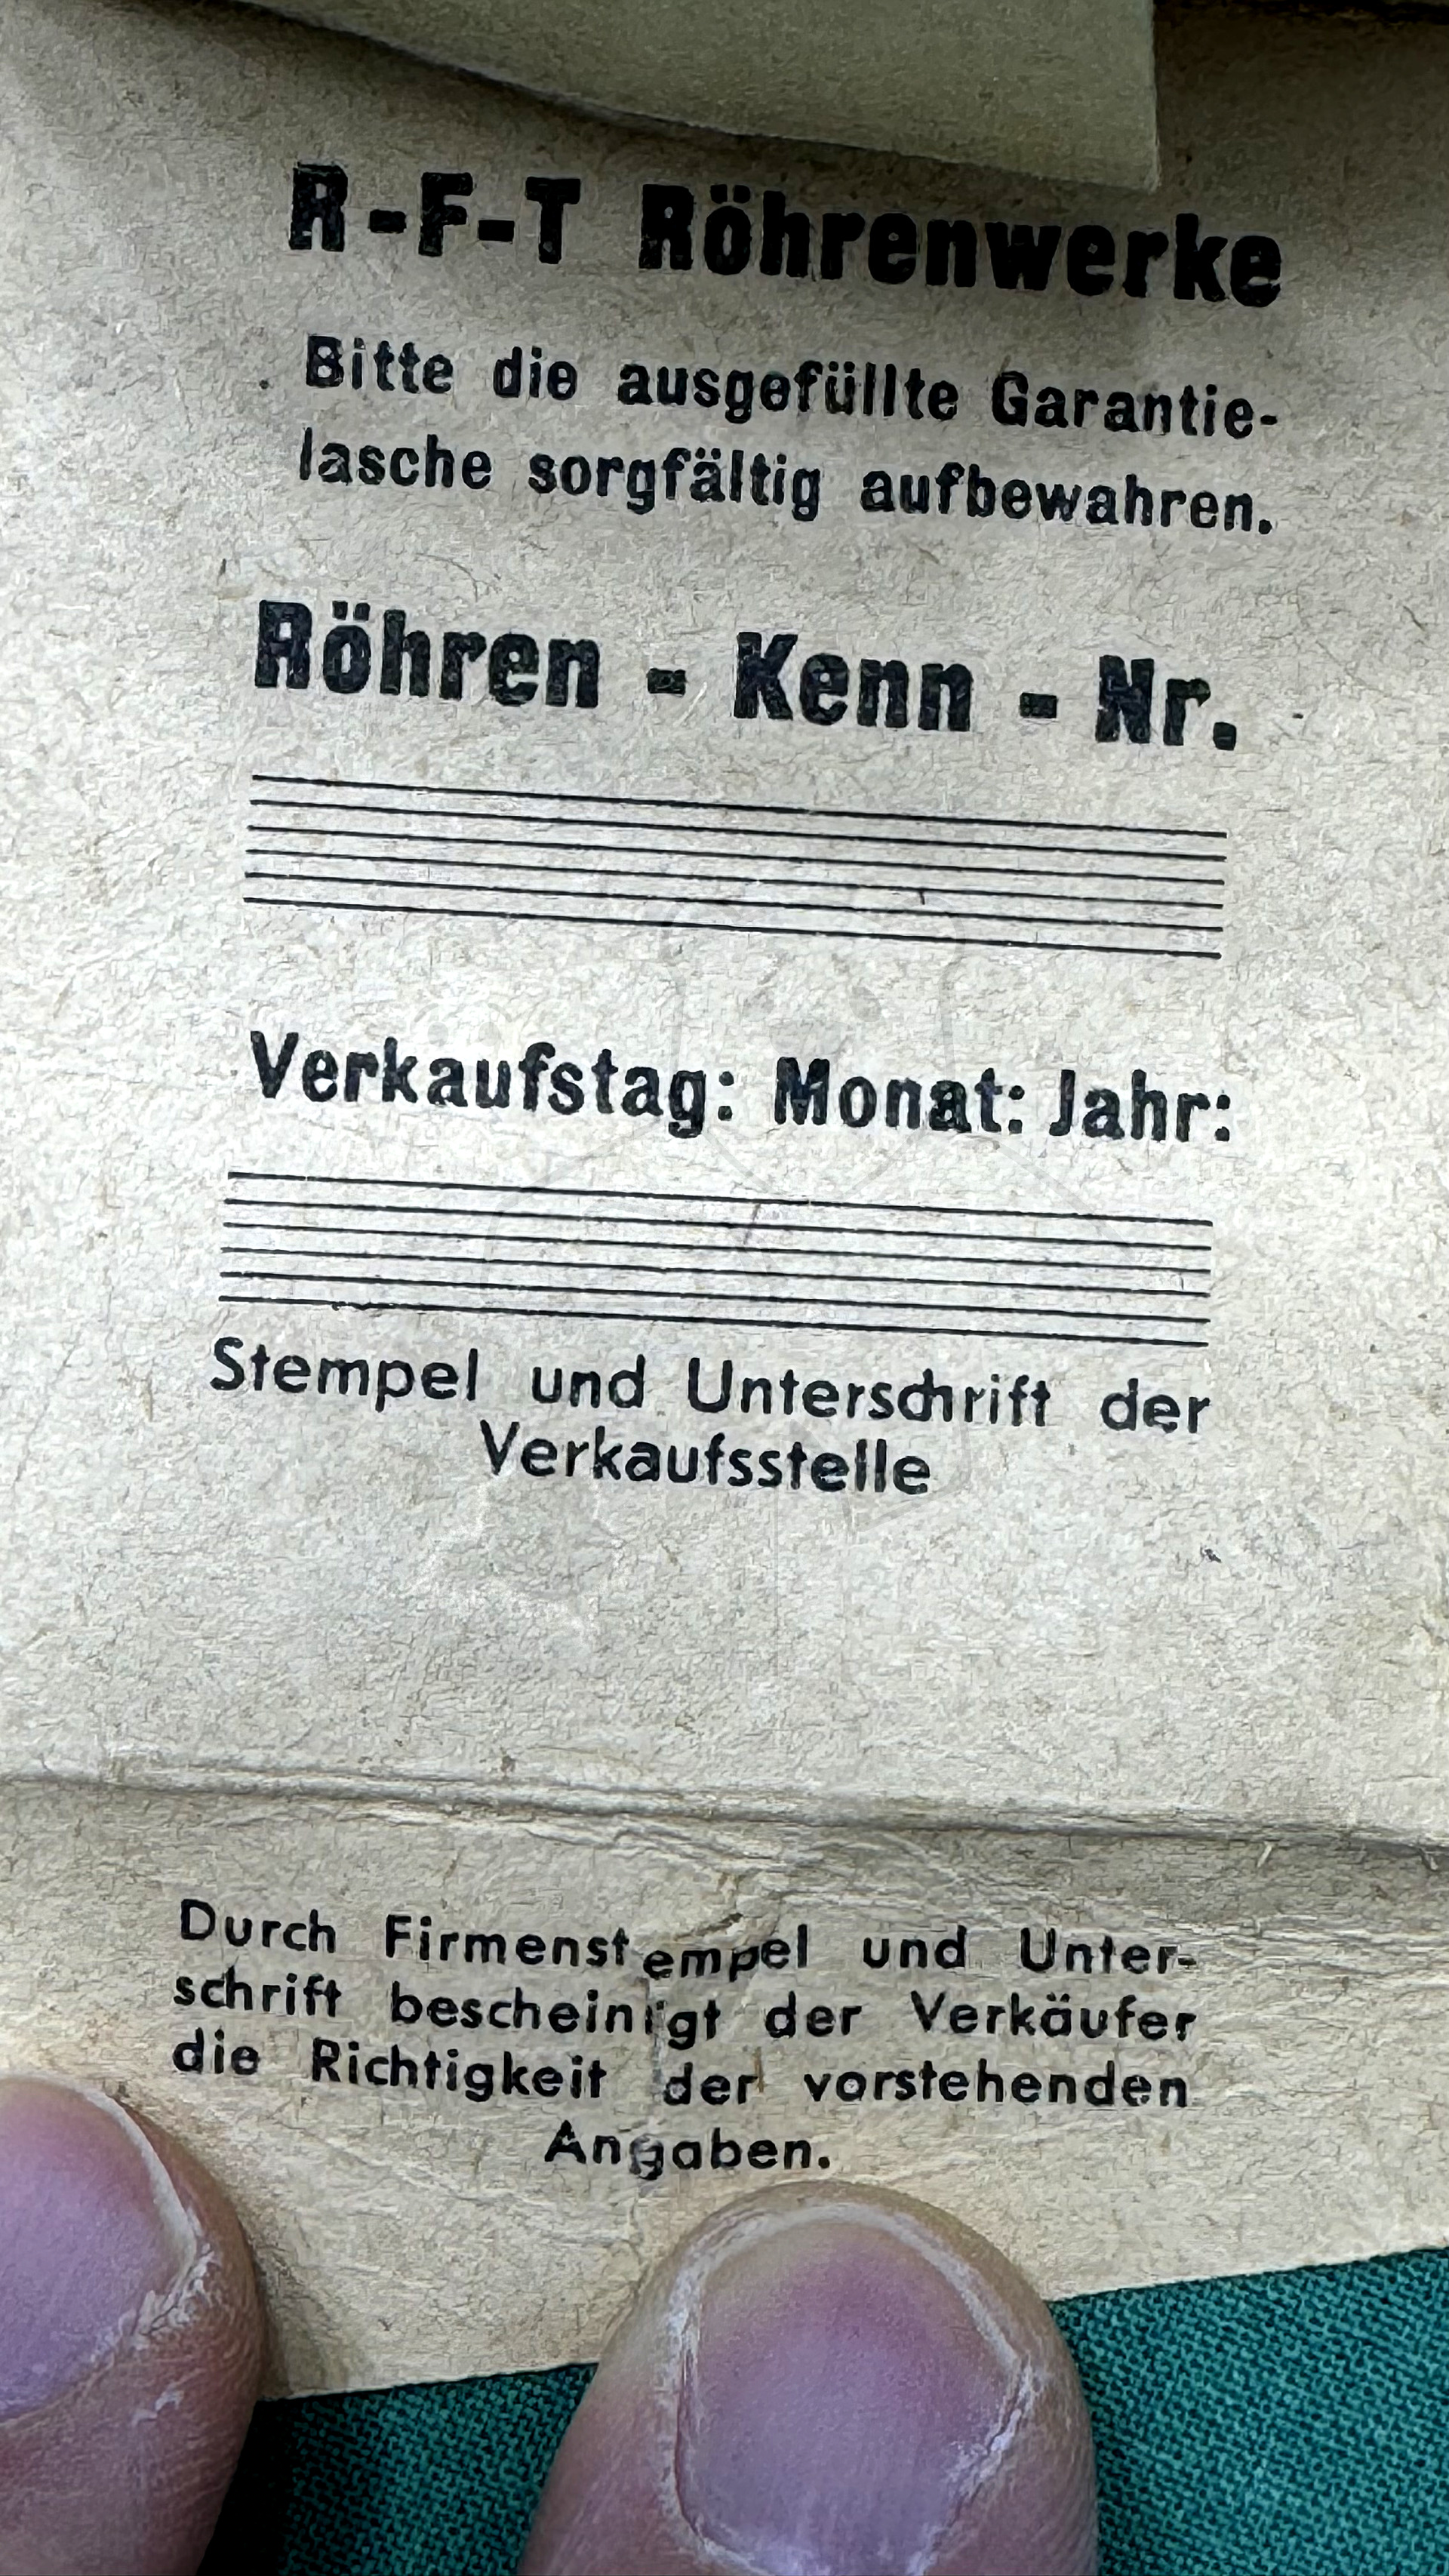 R-F-T Röhrenwerke
Bitte die ausgefüllte Garantie-
lasche sorgfältig aufbewahren.
Röhren - Kenn - Nr.
Verkaufstag: Monat: Jahr:
Stempel und Unterschrift der
Verkaufsstelle
Durch Firmenstempel und Unter-
schrift bescheinigt der Verkäufer
die Richtigkeit der vorstehenden
Angaben.